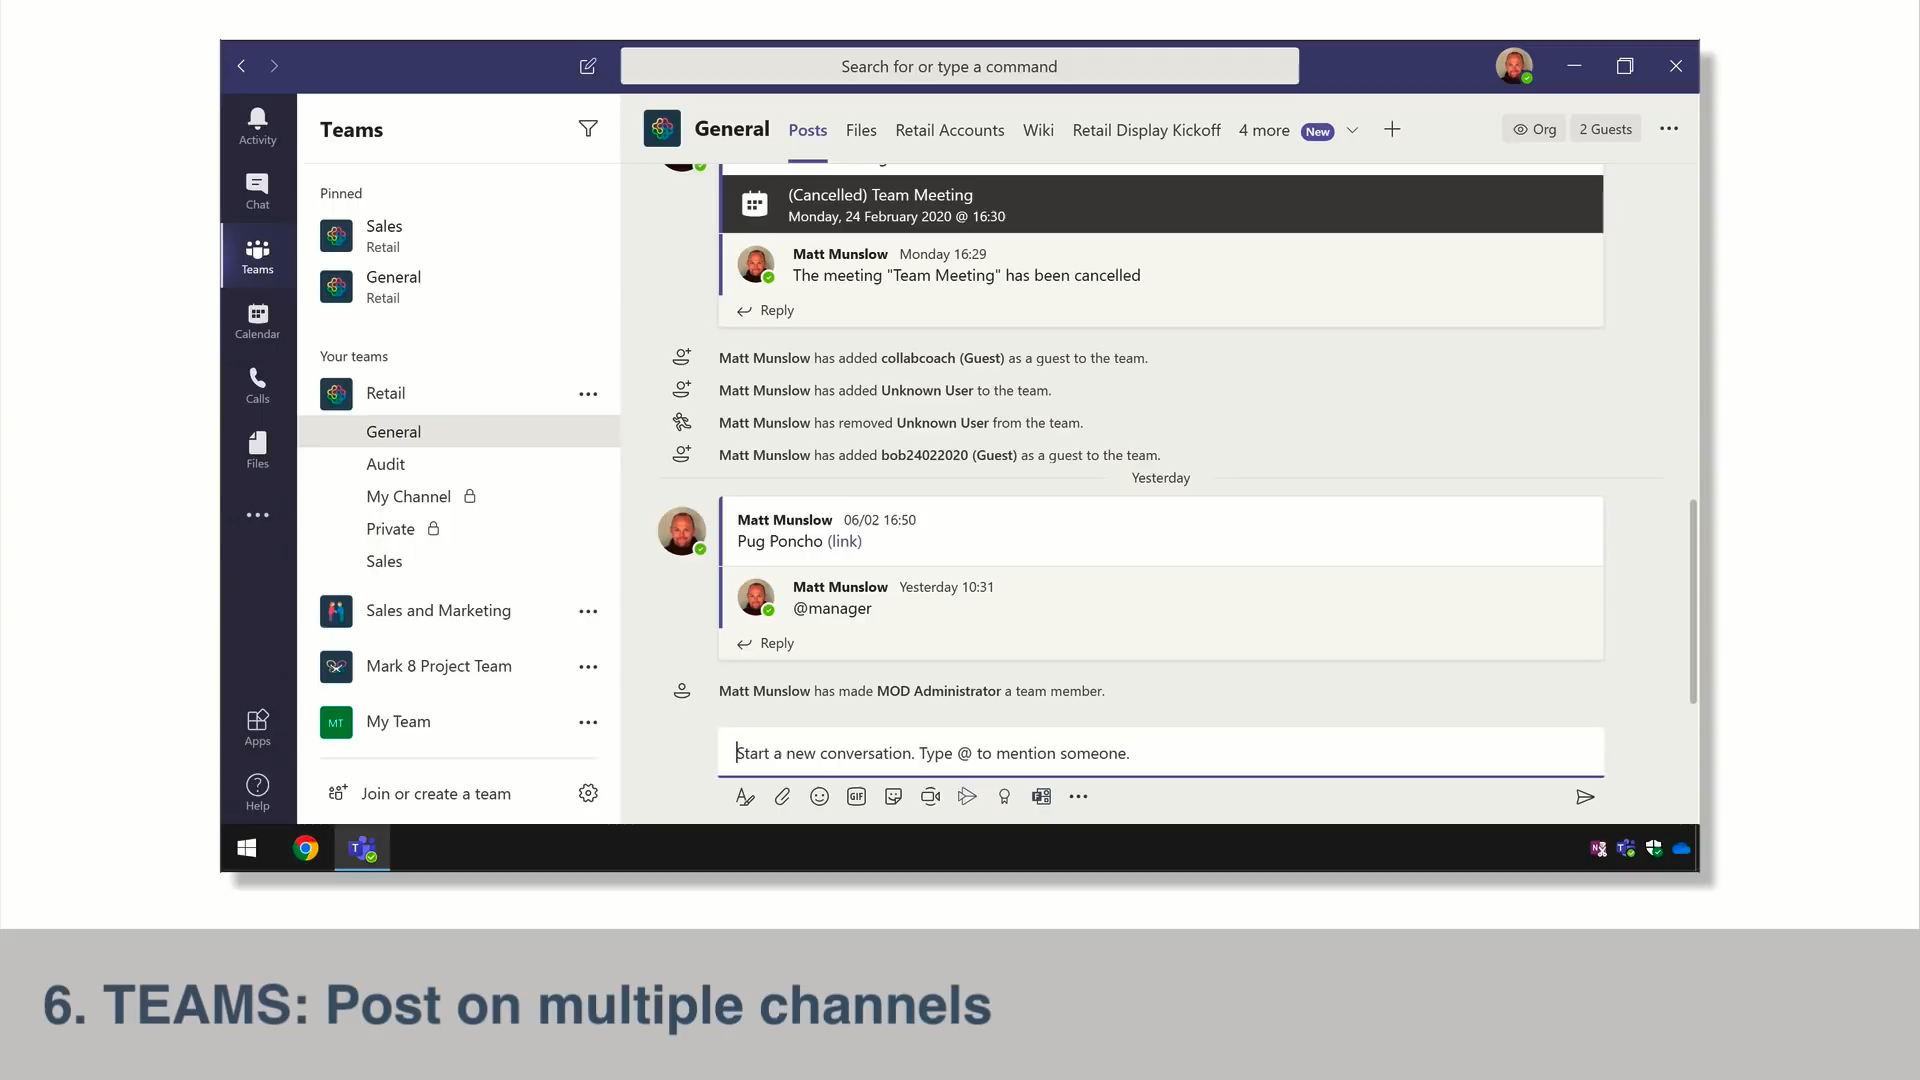 Search for or type a command
Activity
Chat
Teams
Calendar
Calls
Files
Apps
Help
Teams
Pinned
Sales
Retail
General
Retail
Your teams
Retail
General
Audit
My Channel
Private
Sales
Sales and Marketing
Mark 8 Project Team
MT My Team
Join or create a team
General Posts Files Retail Accounts Wiki Retail Display Kickoff 4 more New
Org 2 Guests
(Cancelled) Team Meeting
Monday, 24 February 2020 @ 16:30
Matt Munslow Monday 16:29
The meeting "Team Meeting" has been cancelled
Reply
Matt Munslow has added collabcoach (Guest) as a guest to the team.
Matt Munslow has added Unknown User to the team.
Matt Munslow has removed Unknown User from the team.
Matt Munslow has added bob24022020 (Guest) as a guest to the team.
Yesterday
Matt Munslow 06/02 16:50
Pug Poncho (link)
Matt Munslow Yesterday 10:31
@manager
Reply
Matt Munslow has made MOD Administrator a team member.
Start a new conversation. Type @ to mention someone.
GIF
6. TEAMS: Post on multiple channels